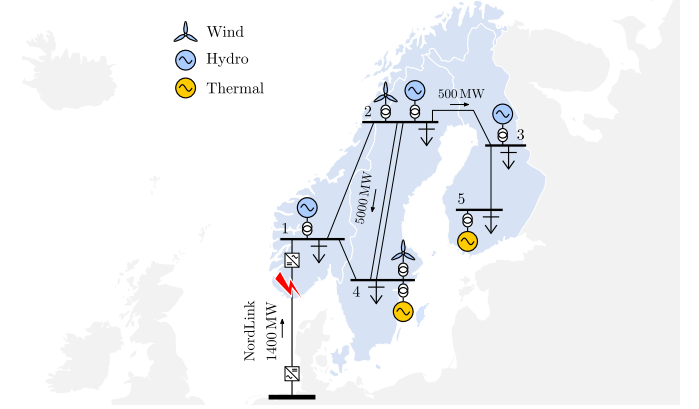 Wind
Hydro
Thermal
2
500 MW
3
5000 MW
5
1
4
NordLink
1400 MW